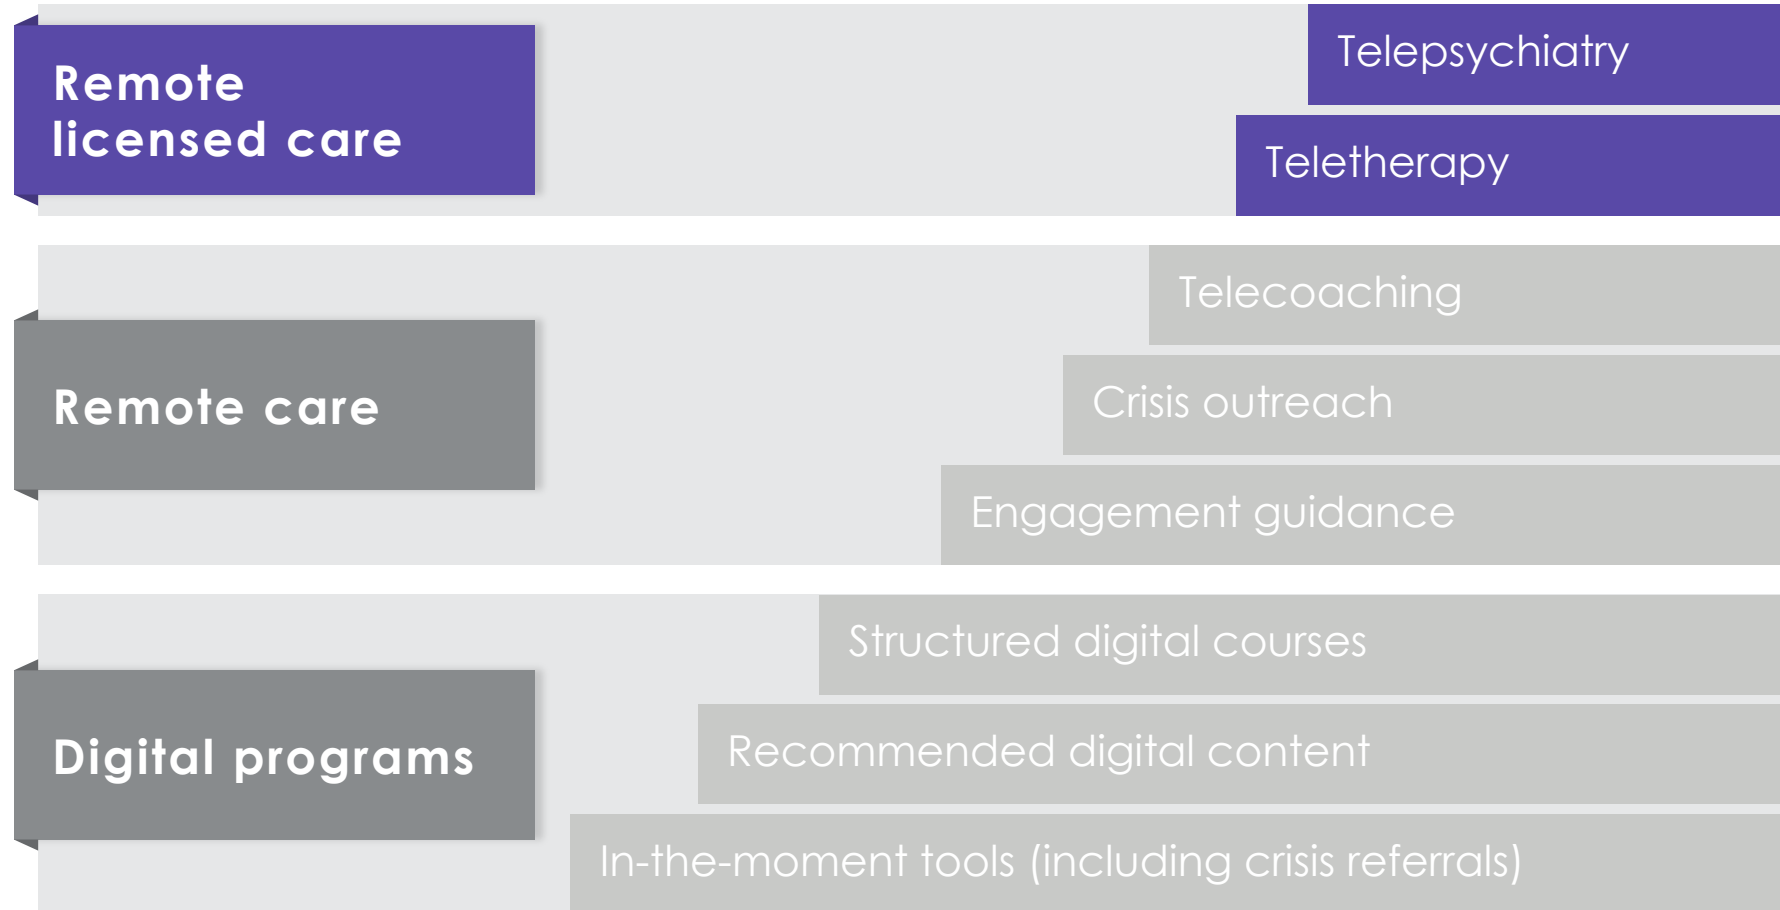 Remote
licensed care
Telepsychiatry
Teletherapy
Remote care
Telecoaching
Crisis outreach
Engagement guidance
Digital programs
Structured digital courses
Recommended digital content
In-the-moment tools (including crisis referrals)